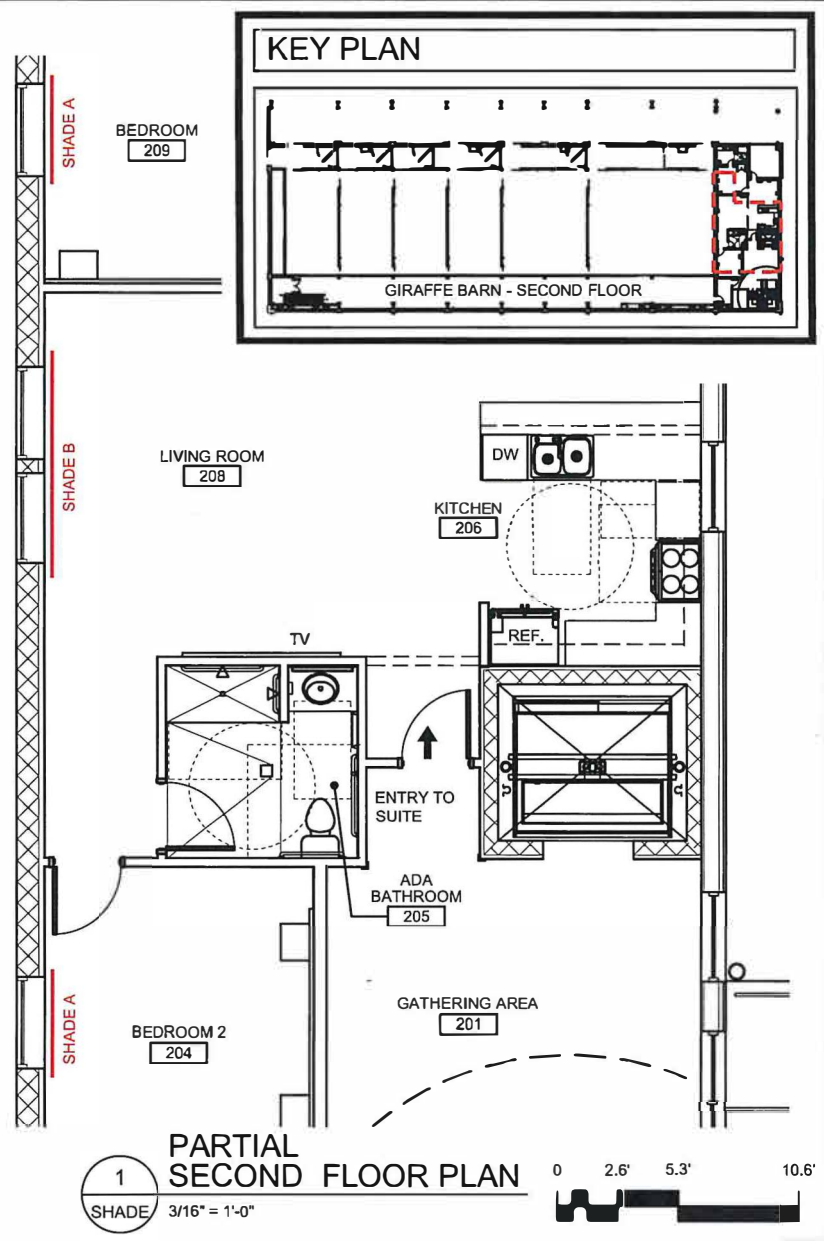 KEY PLAN
GIRAFFE BARN - SECOND FLOOR
SHADE A
BEDROOM
209
SHADE B
LIVING ROOM
208
DW
KITCHEN
206
REF.
TV
ENTRY TO
SUITE
ADA
BATHROOM
205
GATHERING AREA
201
SHADE A
BEDROOM 2
204
1
SHADE
PARTIAL
SECOND FLOOR PLAN
3/16" = 1'-0"
0 2.6' 5.3' 10.6'